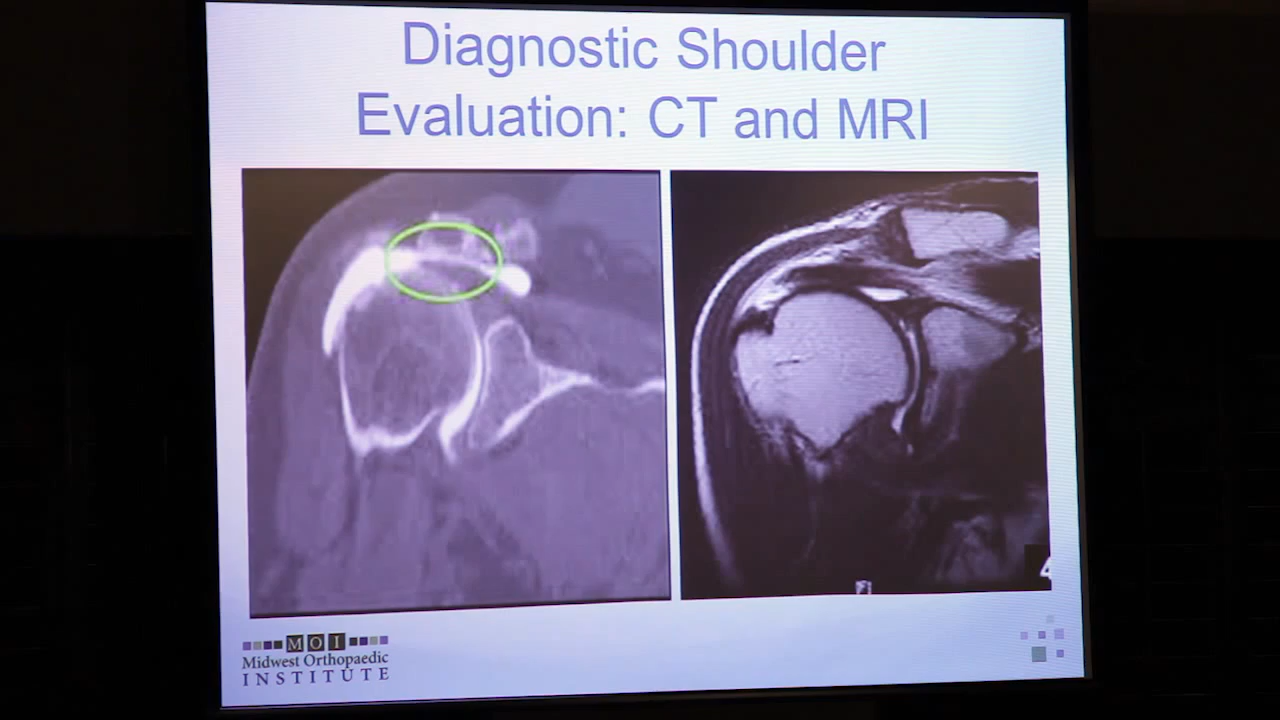 Diagnostic Shoulder
Evaluation: CT and MRI
MOI
Midwest Orthopaedic
INSTITUTE